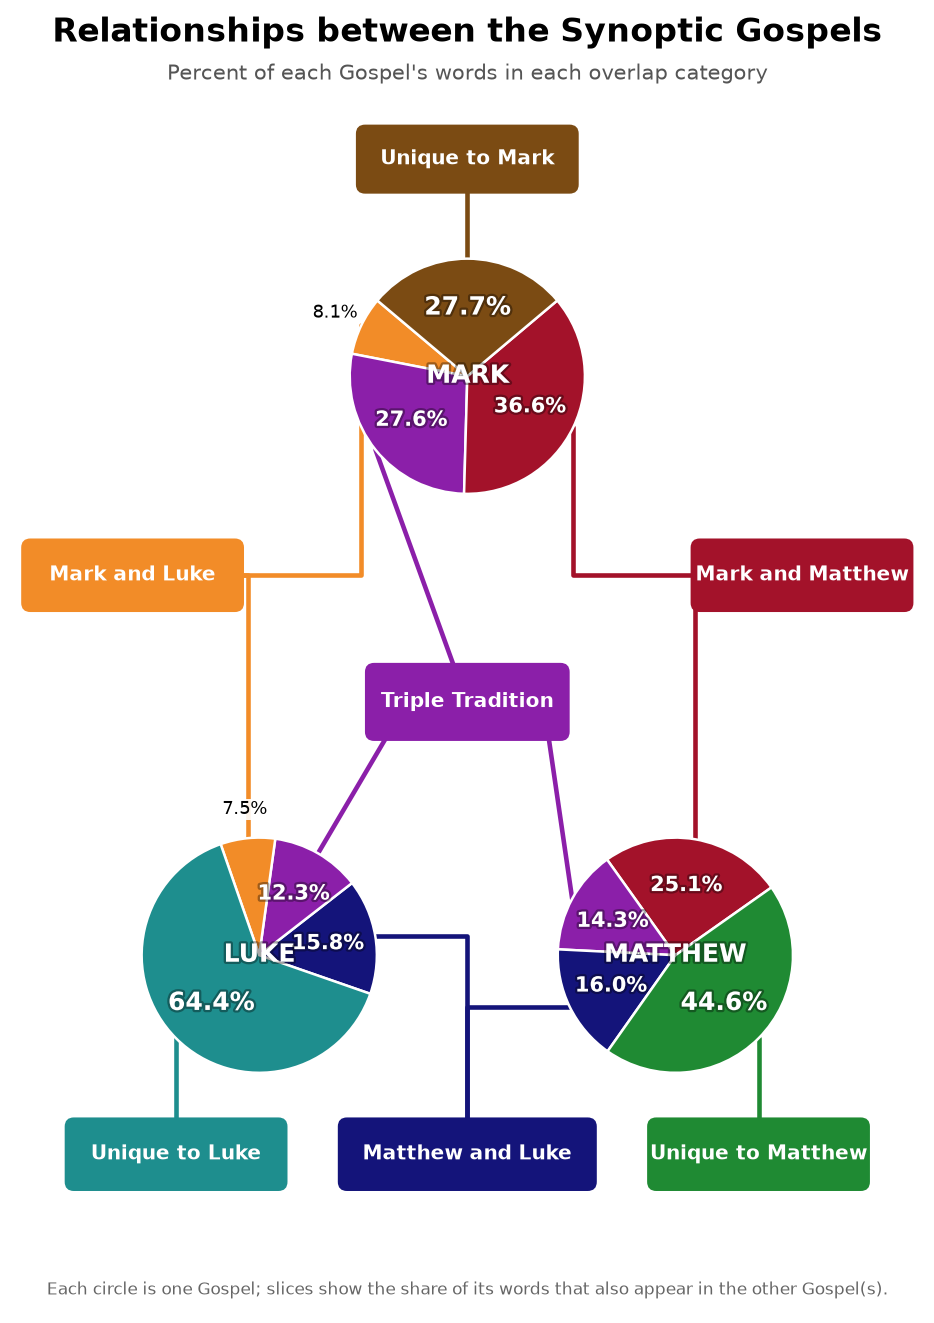 Relationships between the Synoptic Gospels
Percent of each Gospel's words in each overlap category
Unique to Mark
8.1%
27.7%
MARK
36.6%
27.6%
Mark and Luke
Mark and Matthew
Triple Tradition
7.5%
12.3%
15.8%
LUKE
64.4%
25.1%
14.3%
MATTHEW
16.0%
44.6%
Unique to Luke
Matthew and Luke
Unique to Matthew
Each circle is one Gospel; slices show the share of its words that also appear in the other Gospel(s).